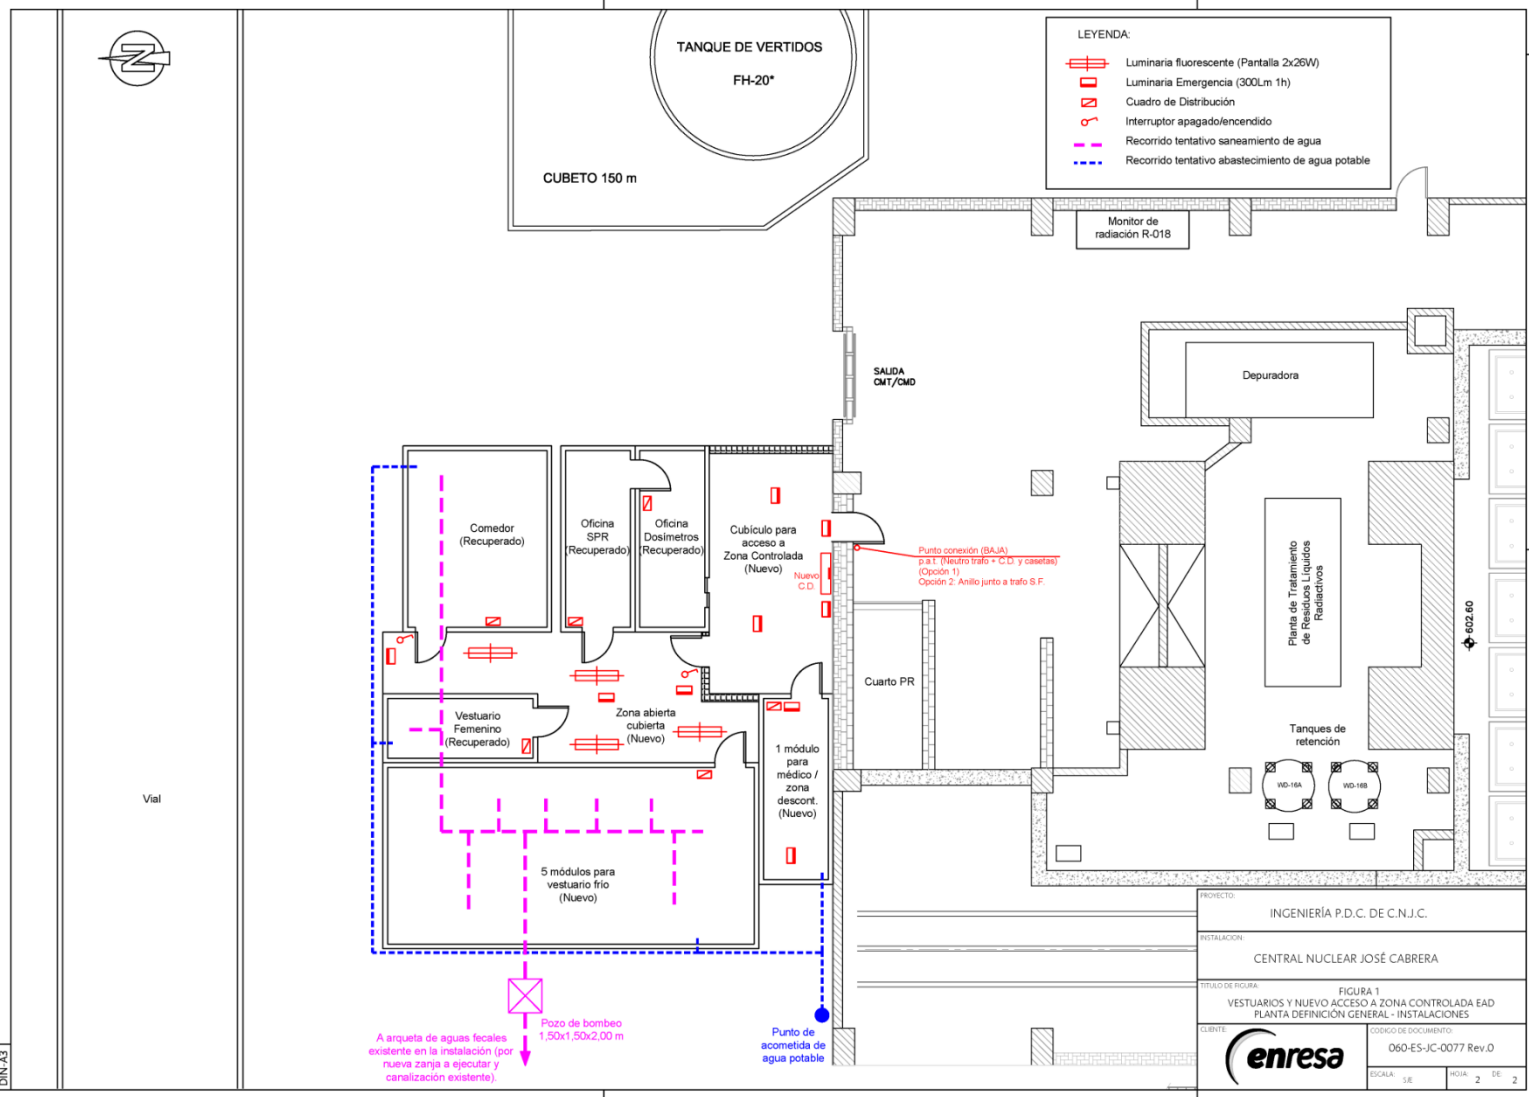 TANQUE DE VERTIDOS
FH-20*
CUBETO 150 m
LEYENDA:
Luminaria fluorescente (Pantalla 2x26W)
Luminaria Emergencia (300Lm 1h)
Cuadro de Distribución
Interruptor apagado/encendido
Recorrido tentativo saneamiento de agua
Recorrido tentativo abastecimiento de agua potable
Monitor de
radiación R-018
SALIDA
CMT/CMD
Depuradora
Comedor
(Recuperado)
Oficina
SPR
(Recuperado)
Oficina
Dosímetros
(Recuperado)
Cubículo para
acceso a
Zona Controlada
(Nuevo)
Nuevo
C.D.
Punto conexión (BAJA)
p.a.t. (Neutro trafo + C.D. y casetas)
(Opción 1)
Opción 2: Anillo junto a trafo S.F.
Planta de Tratamiento
de Residuos Líquidos
Radiactivos
602.60
Cuarto PR
Vestuario
Femenino
(Recuperado)
Zona abierta
cubierta
(Nuevo)
1 módulo
para
médico /
zona
descont.
(Nuevo)
Tanques de
retención
WD-16A
WD-16B
Vial
5 módulos para
vestuario frío
(Nuevo)
Pozo de bombeo
1,50x1,50x2,00 m
A arqueta de aguas fecales
existente en la instalación (por
nueva zanja a ejecutar y
canalización existente).
Punto de
acometida de
agua potable
DIN-A3
PROYECTO:
INGENIERÍA P.D.C. DE C.N.J.C.
INSTALACION:
CENTRAL NUCLEAR JOSÉ CABRERA
TITULO DE FIGURA:
FIGURA 1
VESTUARIOS Y NUEVO ACCESO A ZONA CONTROLADA EAD
PLANTA DEFINICIÓN GENERAL - INSTALACIONES
CLIENTE:
enresa
CODIGO DE DOCUMENTO:
060-ES-JC-0077 Rev.0
ESCALA: S/E
HOJA: 2 DE: 2